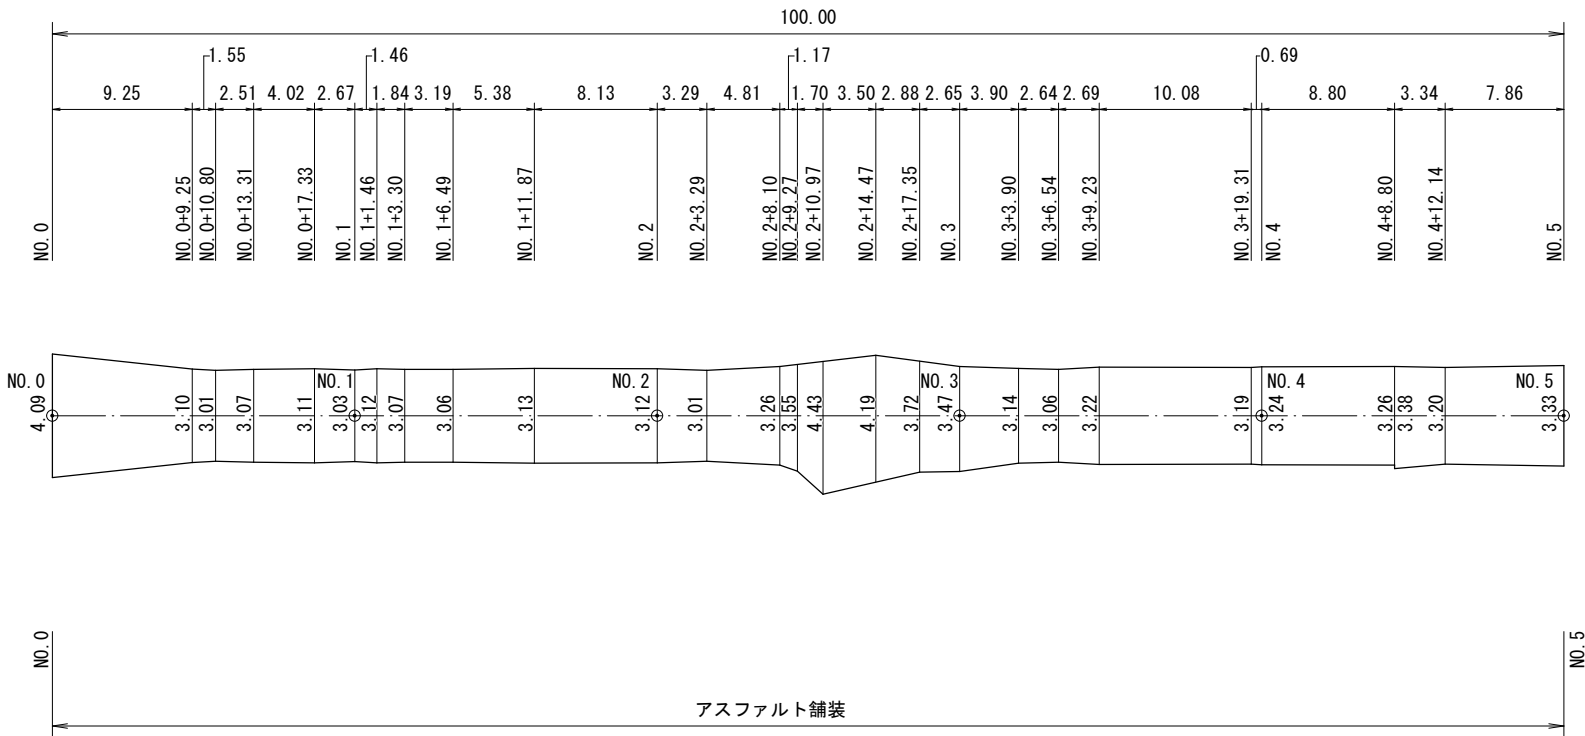 100.00
1.55
1.46
1.17
0.69
9.25
2.51
4.02
2.67
1.84
3.19
5.38
8.13
3.29
4.81
1.70
3.50
2.88
2.65
3.90
2.64
2.69
10.08
8.80
3.34
7.86
NO.0
NO.0+9.25
NO.0+10.80
NO.0+13.31
NO.0+17.33
NO.1
NO.1+1.46
NO.1+3.30
NO.1+6.49
NO.1+11.87
NO.2
NO.2+3.29
NO.2+8.10
NO.2+9.27
NO.2+10.97
NO.2+14.47
NO.2+17.35
NO.3
NO.3+3.90
NO.3+6.54
NO.3+9.23
NO.3+19.31
NO.4
NO.4+8.80
NO.4+12.14
NO.5
NO.0
NO.1
NO.2
NO.3
NO.4
NO.5
4.09
3.10
3.01
3.07
3.11
3.03
3.12
3.07
3.06
3.13
3.12
3.01
3.26
3.55
4.43
4.19
3.72
3.47
3.14
3.06
3.22
3.19
3.24
3.26
3.38
3.20
3.33
NO.0
NO.5
アスファルト舗装